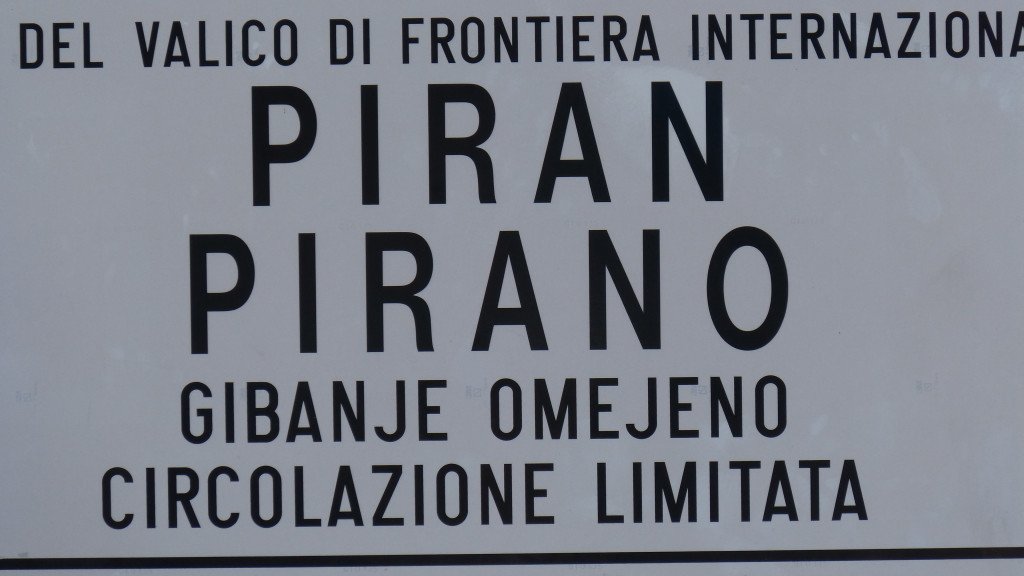 DEL VALICO DI FRONTIERA INTERNAZIONA
PIRAN
PIRANO
GIBANJE OMEJENO
CIRCOLAZIONE LIMITATA